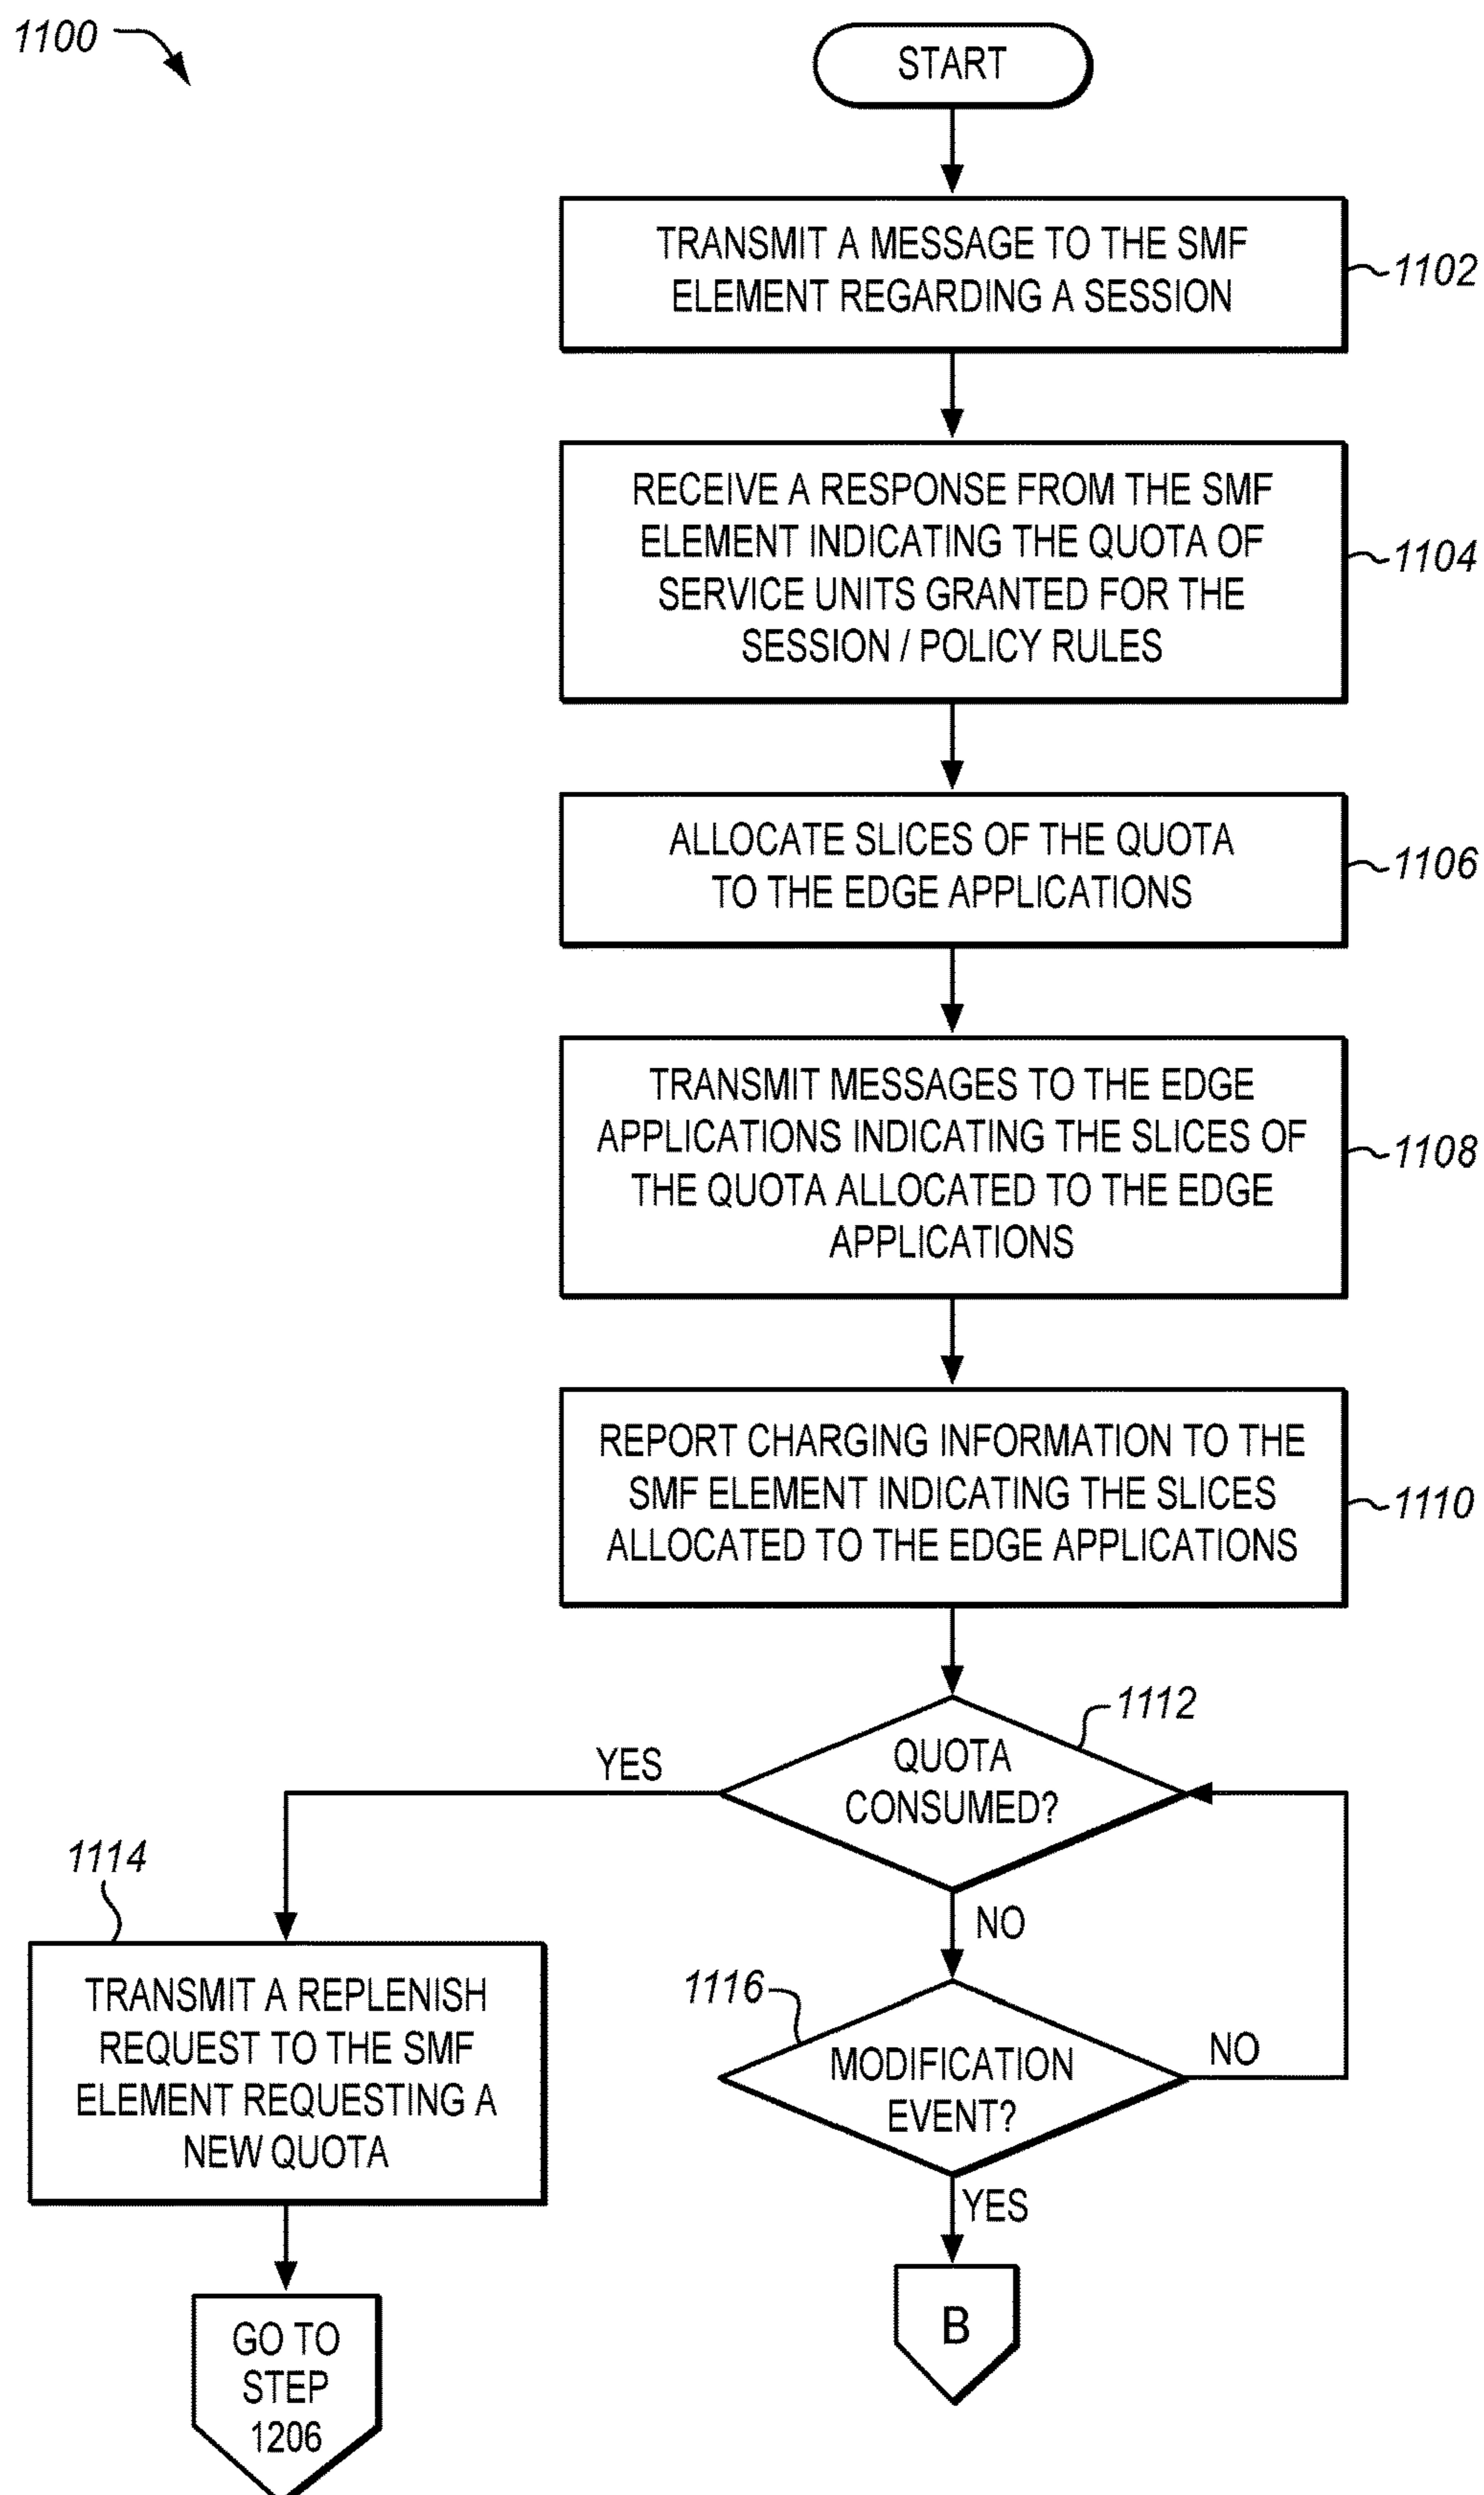 1100
START
TRANSMIT A MESSAGE TO THE SMF
ELEMENT REGARDING A SESSION
1102
RECEIVE A RESPONSE FROM THE SMF
ELEMENT INDICATING THE QUOTA OF
SERVICE UNITS GRANTED FOR THE
SESSION / POLICY RULES
1104
ALLOCATE SLICES OF THE QUOTA
TO THE EDGE APPLICATIONS
1106
TRANSMIT MESSAGES TO THE EDGE
APPLICATIONS INDICATING THE SLICES OF
THE QUOTA ALLOCATED TO THE EDGE
APPLICATIONS
1108
REPORT CHARGING INFORMATION TO THE
SMF ELEMENT INDICATING THE SLICES
ALLOCATED TO THE EDGE APPLICATIONS
1110
1112
QUOTA
CONSUMED?
YES
NO
1114
TRANSMIT A REPLENISH
REQUEST TO THE SMF
ELEMENT REQUESTING A
NEW QUOTA
1116
MODIFICATION
EVENT?
NO
YES
GO TO
STEP
1206
B